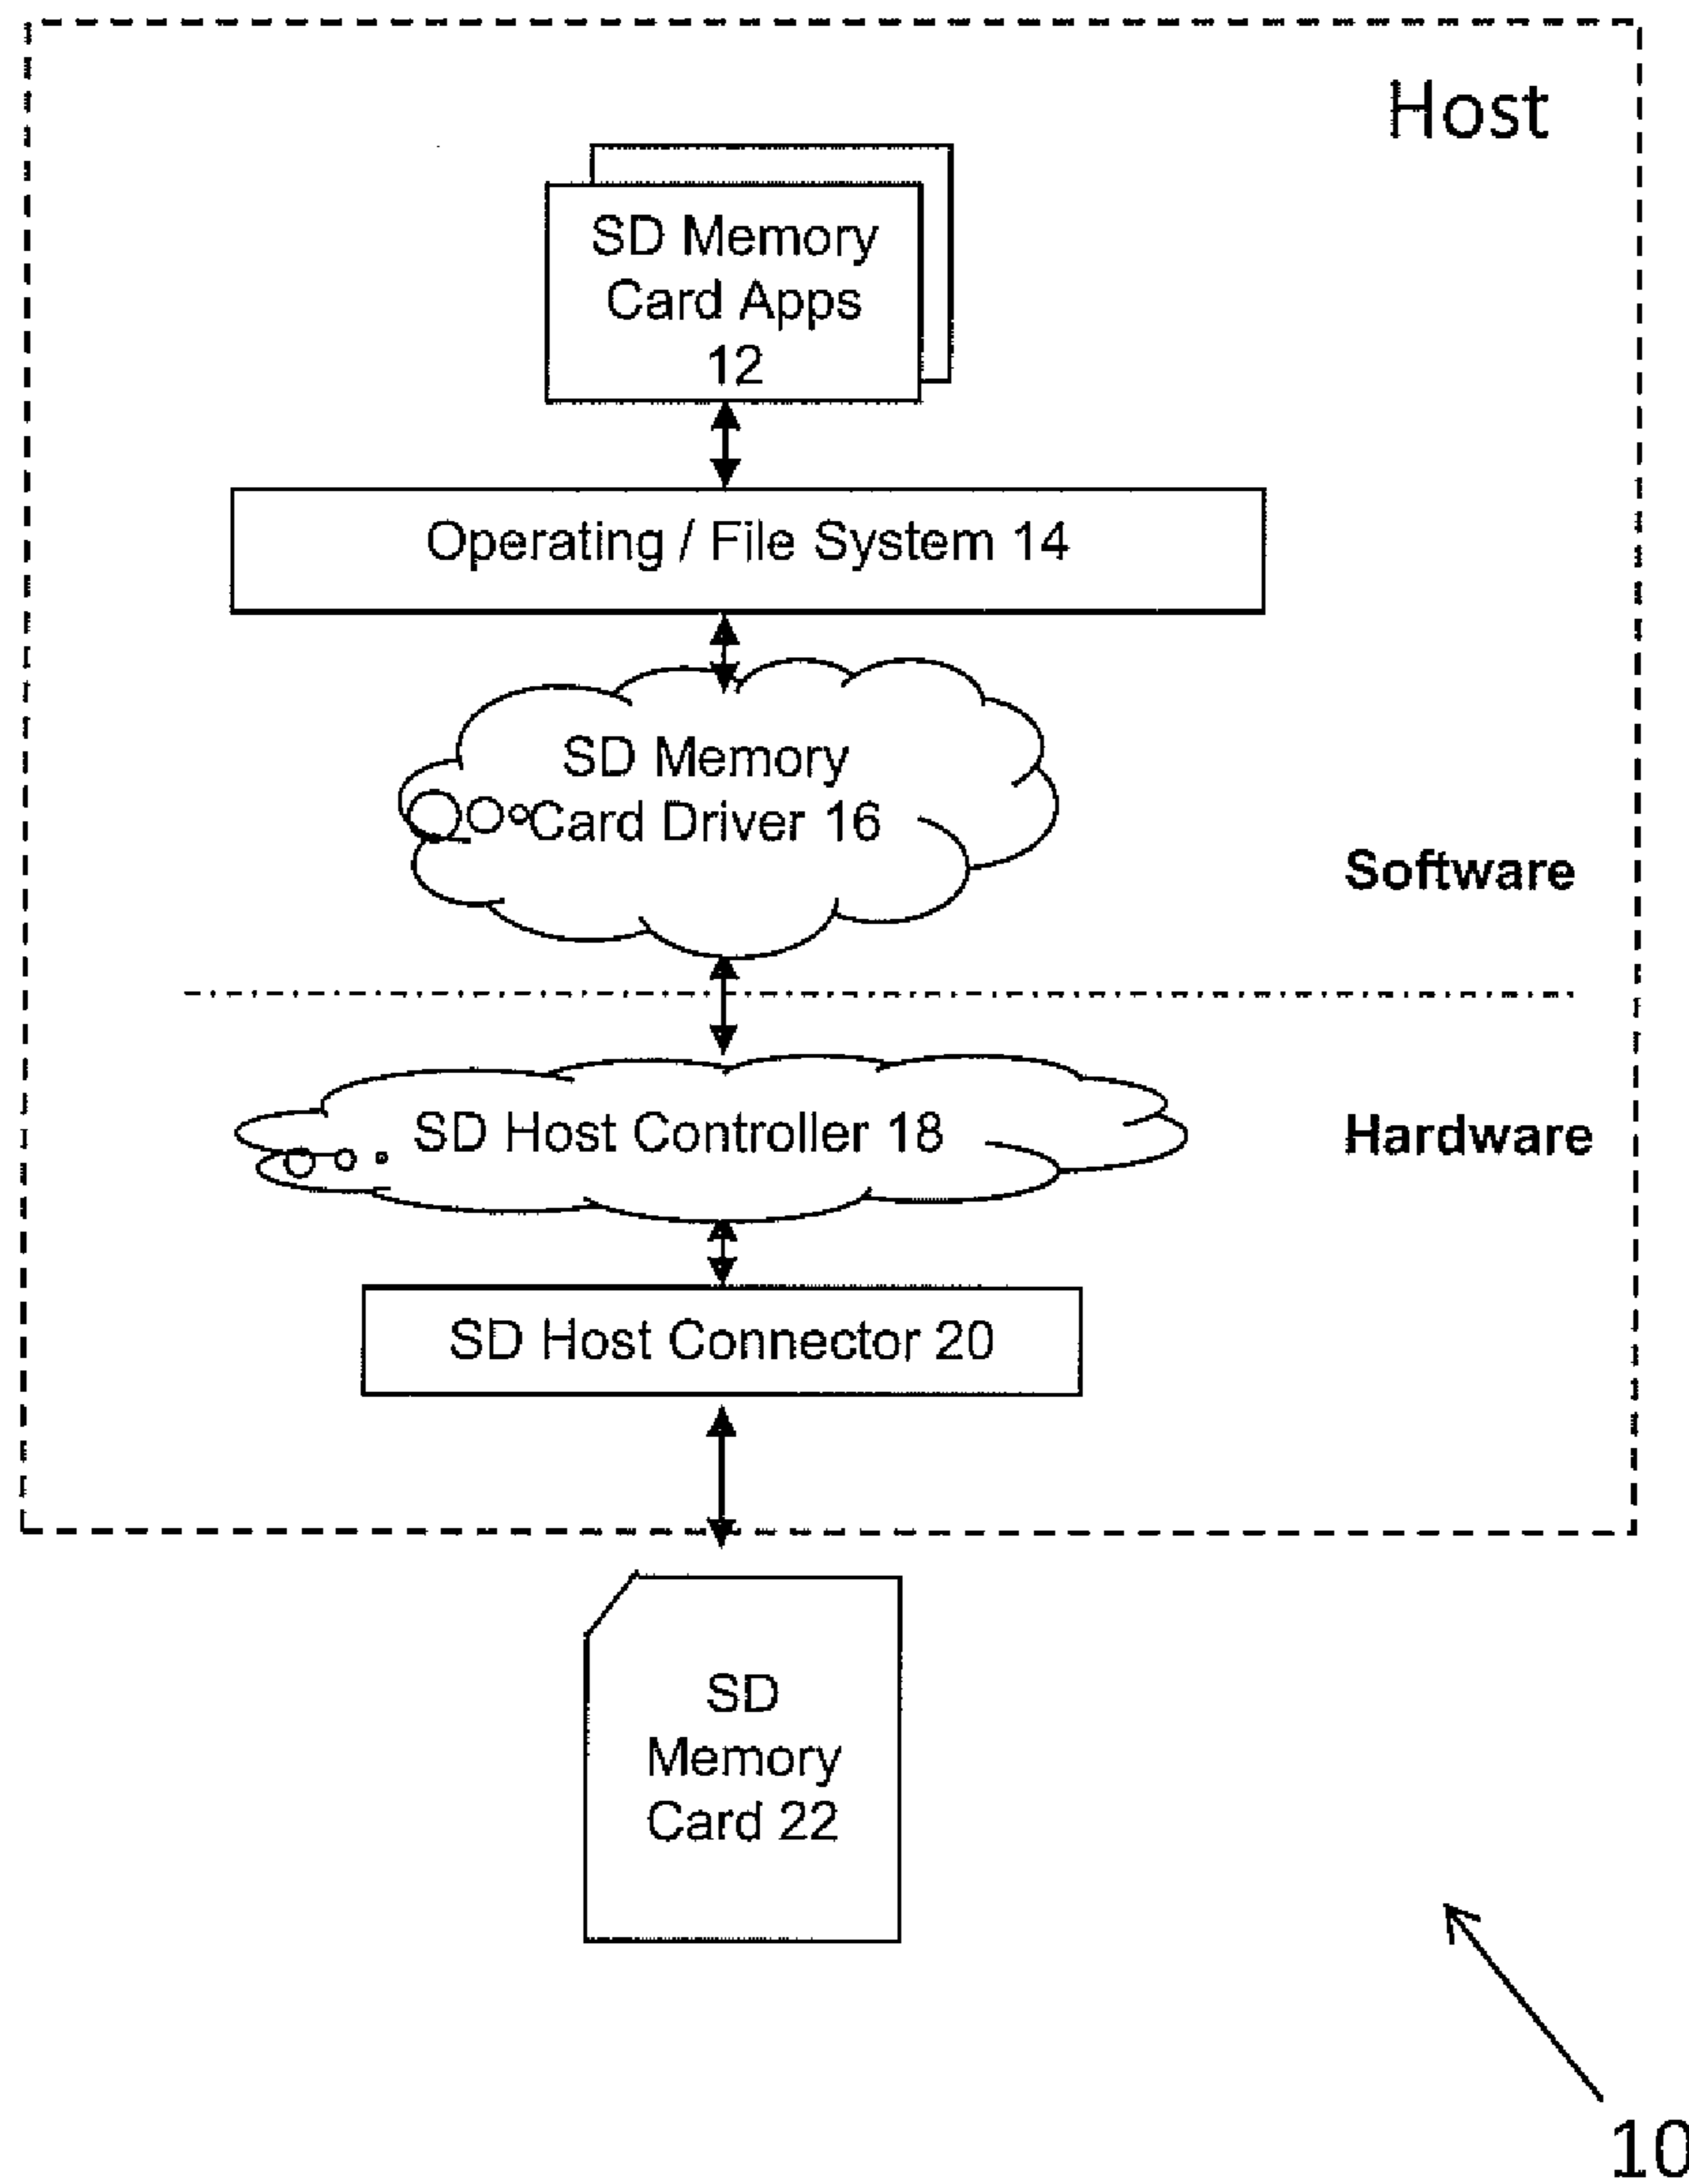 Host
SD Memory
Card Apps
12
Operating / File System 14
SD Memory
Card Driver 16
Software
SD Host Controller 18
Hardware
SD Host Connector 20
SD
Memory
Card 22
10